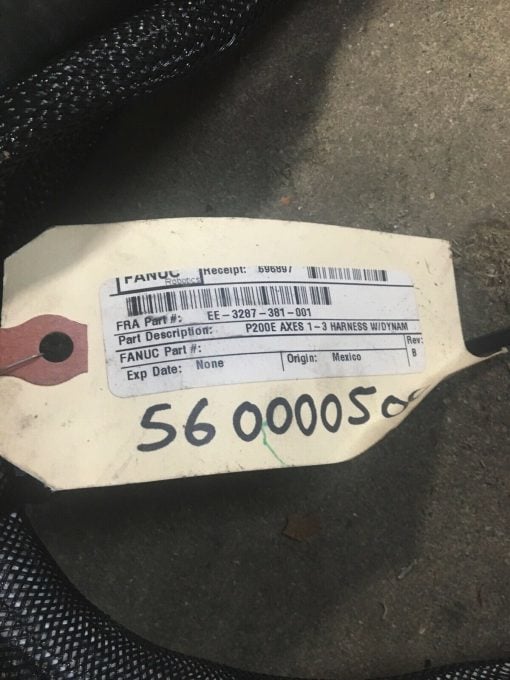 FANUC Robotics Receipt: 696897
FRA Part #: EE-3287-381-001
Part Description: P200E AXES 1-3 HARNESS W/DYNAM
FANUC Part #:
Exp Date: None Origin: Mexico Rev: B
56000050